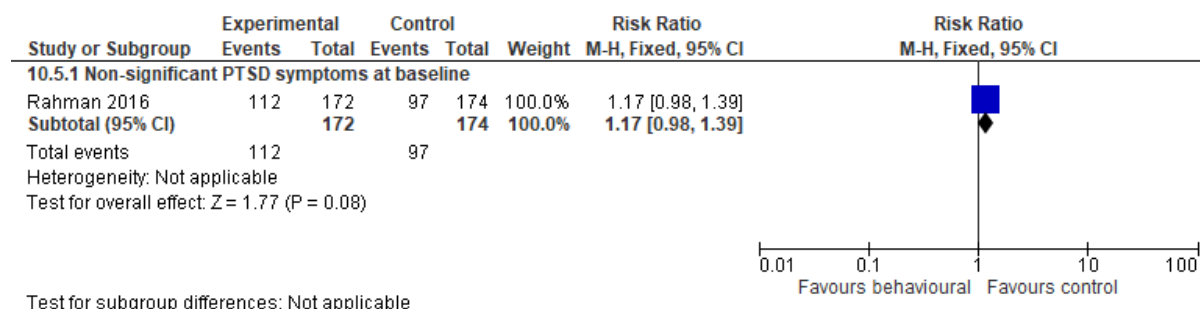 Experimental Control Risk Ratio Risk Ratio
Study or Subgroup Events Total Events Total Weight M-H, Fixed, 95% CI M-H, Fixed, 95% CI
10.5.1 Non-significant PTSD symptoms at baseline
Rahman 2016 112 172 97 174 100.0% 1.17 [0.98, 1.39]
Subtotal (95% CI) 172 174 100.0% 1.17 [0.98, 1.39]
Total events 112 97
Heterogeneity: Not applicable
Test for overall effect: Z = 1.77 (P = 0.08)
0.01 0.1 1 10 100
Favours behavioural Favours control
Test for subgroup differences: Not applicable